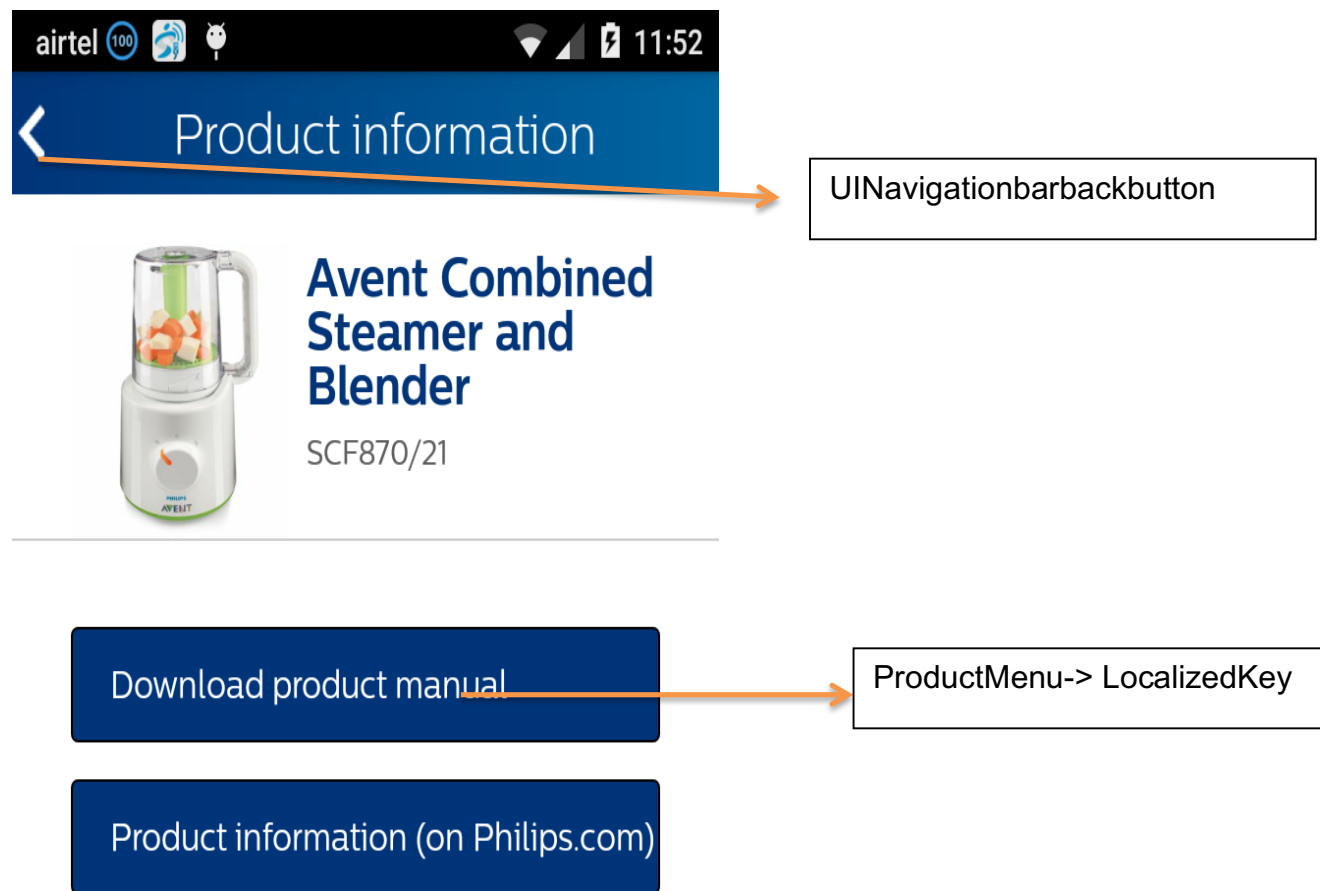 airtel 100 11:52
Product information
UINavigationbarbackbutton
Avent Combined
Steamer and
Blender
SCF870/21
PHILIPS
AVENT
Download product manual
ProductMenu-> LocalizedKey
Product information (on Philips.com)